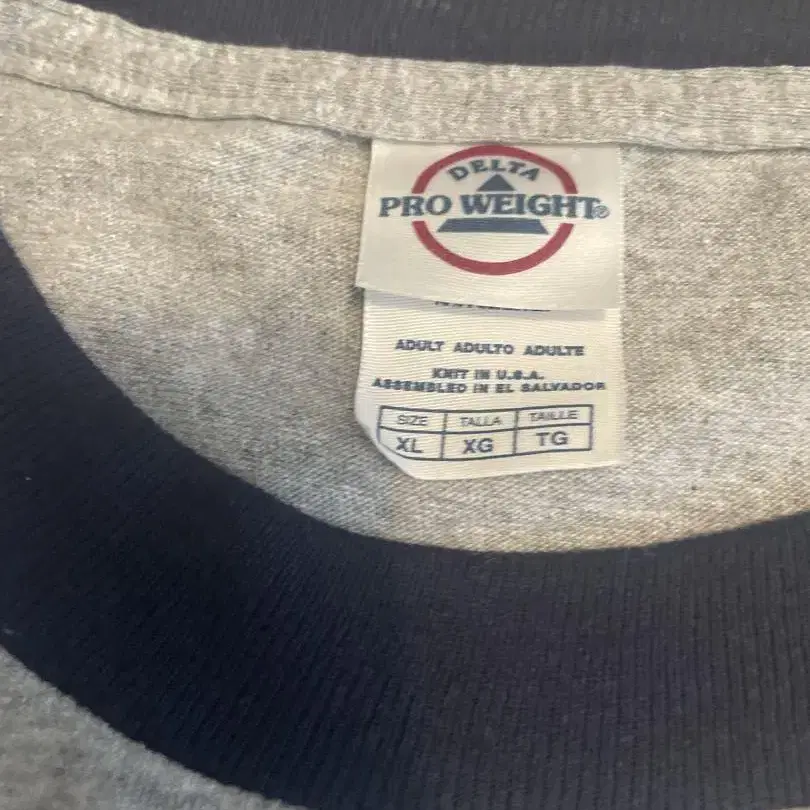 DELTA
PRO WEIGHT®
ADULT ADULTO ADULTE
KNIT IN U.S.A.
ASSEMBLED IN EL SALVADOR
SIZE TALLA TAILLE
XL XG TG